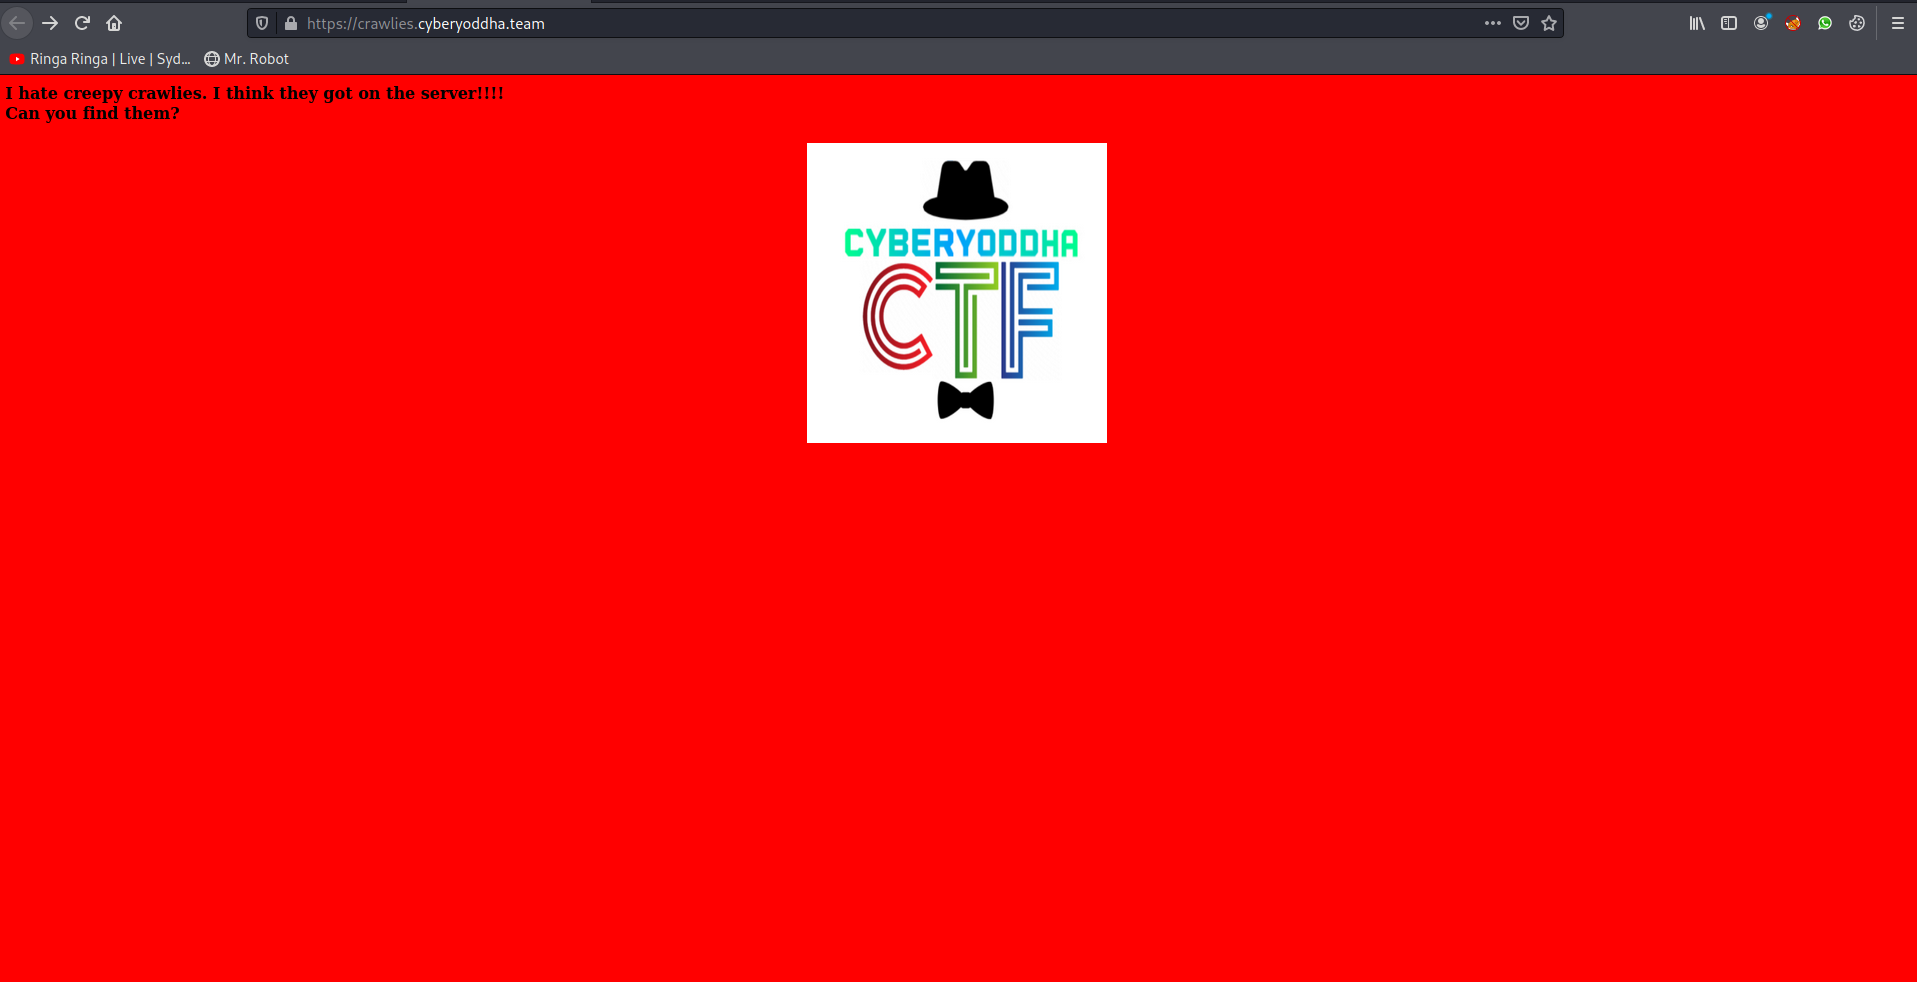 https://crawlies.cyberyoddha.team
Ringa Ringa | Live | Syd... Mr. Robot
I hate creepy crawlies. I think they got on the server!!!!
Can you find them?
CYBERYODDHA
CTF